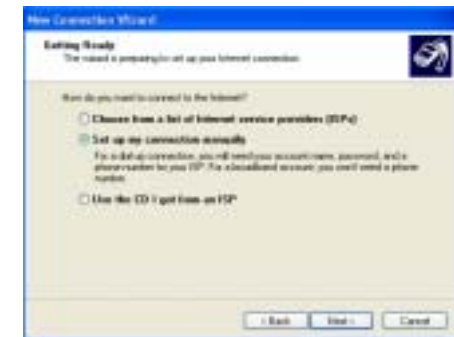 New Connection Wizard
Getting Ready
The wizard is preparing to set up your Internet connection.
How do you want to connect to the Internet?
Choose from a list of Internet service providers (ISPs)
Set up my connection manually
For a dial-up connection, you will need your account name, password, and a
phone number for your ISP. For a broadband account, you won't need a phone
number.
Use the CD I got from an ISP
< Back
Next >
Cancel